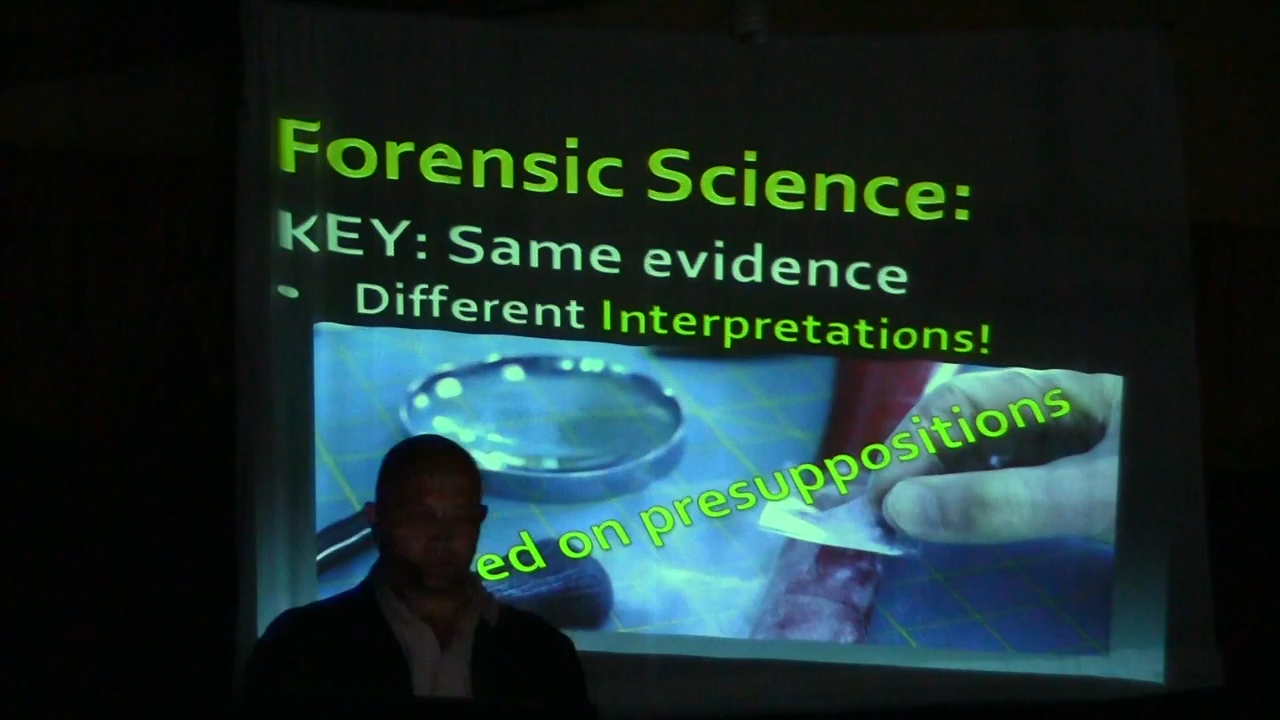 Forensic Science:
KEY: Same evidence
• Different Interpretations!
ed on presuppositions